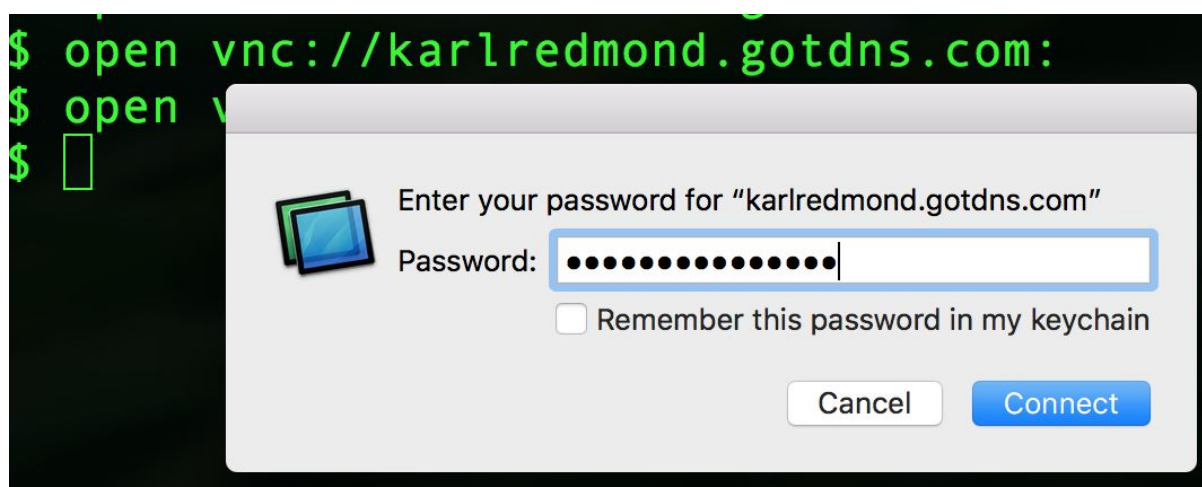 $ open vnc://karlredmond.gotdns.com:
$ open
$
Enter your password for “karlredmond.gotdns.com”
Password: ●●●●●●●●●●●●●●●
Remember this password in my keychain
Cancel Connect